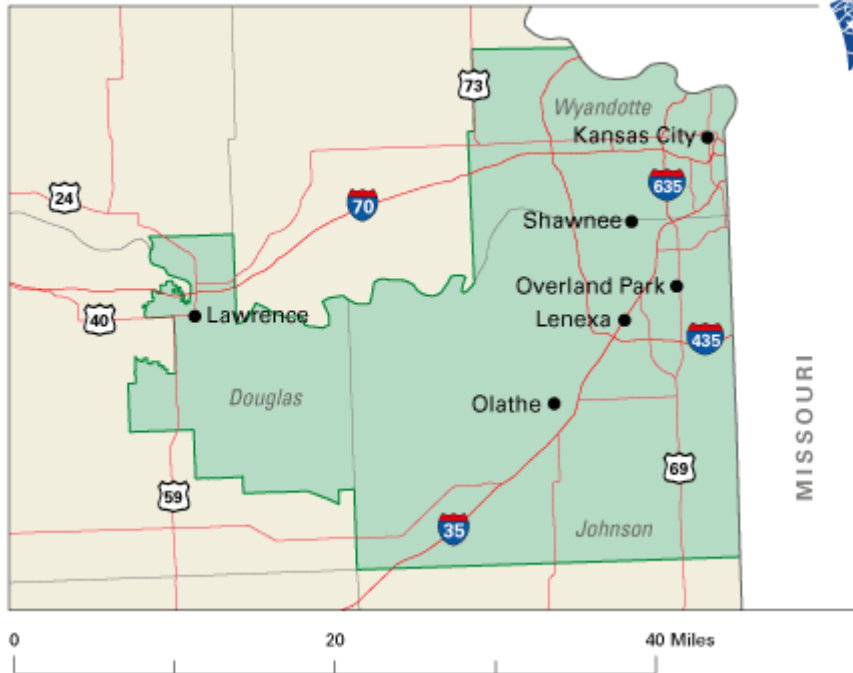 73
Wyandotte
Kansas City
24
70
635
Shawnee
Overland Park
40
Lawrence
Lenexa
435
Douglas
Olathe
MISSOURI
69
59
35
Johnson
0 20 40 Miles